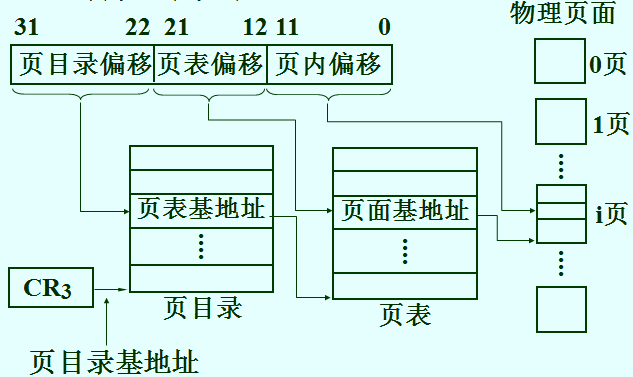 物理页面
31 22 21 12 11 0
页目录偏移 页表偏移 页内偏移
0页
1页
页表基地址 页面基地址
i页
CR3
页目录 页表
页目录基地址